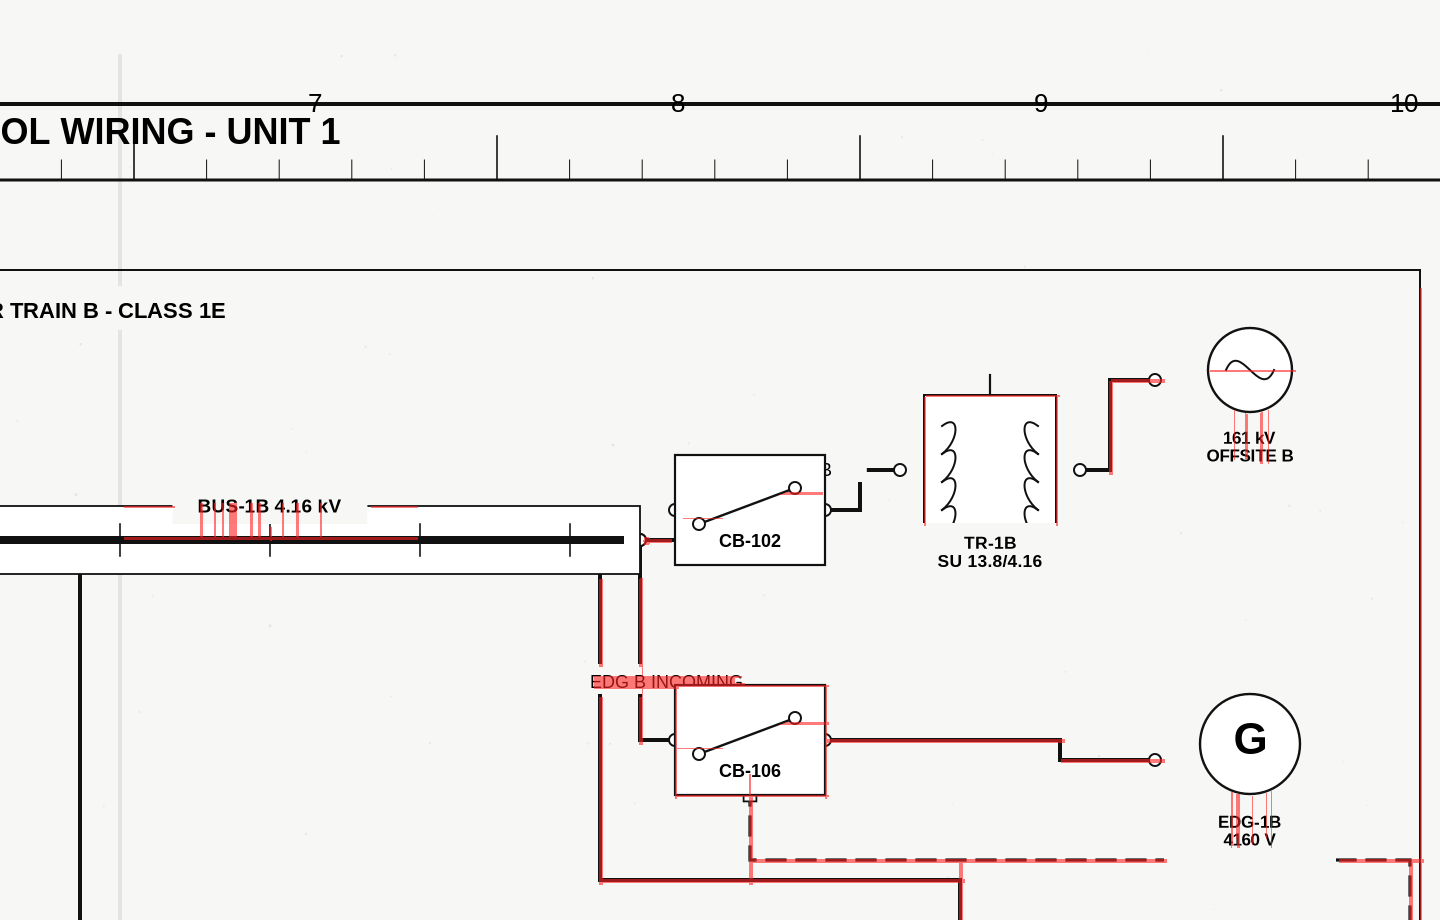 7 8 9 10
OL WIRING - UNIT 1
TRAIN B - CLASS 1E
161 kV
OFFSITE B
BUS-1B 4.16 kV
B
CB-102
TR-1B
SU 13.8/4.16
EDG B INCOMING
CB-106
G
EDG-1B
4160 V